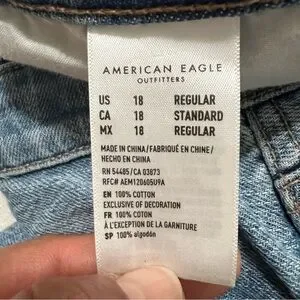 AMERICAN EAGLE
OUTFITTERS
US 18 REGULAR
CA 18 STANDARD
MX 18 REGULAR
MADE IN CHINA/FABRIQUÉ EN CHINE/
HECHO EN CHINA
RN 54485/CA 03873
RFC# AEM120605U9A
EN 100% COTTON
EXCLUSIVE OF DECORATION
FR 100% COTON
À L'EXCEPTION DE LA GARNITURE
SP 100% algodón